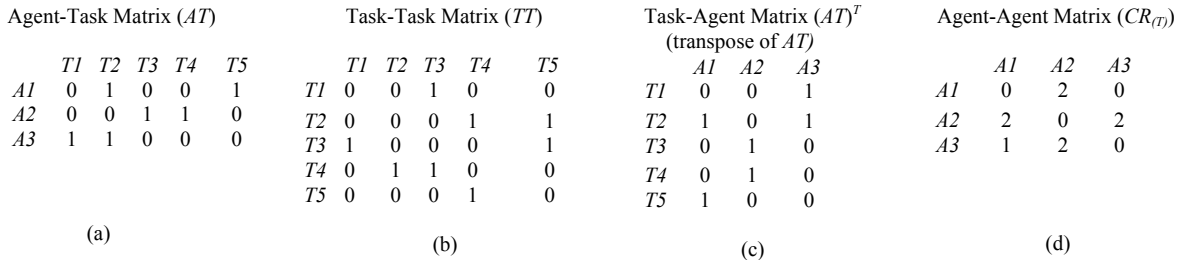 Agent-Task Matrix (AT)
T1 T2 T3 T4 T5
A1 0 1 0 0 1
A2 0 0 1 1 0
A3 1 1 0 0 0
(a)
Task-Task Matrix (TT)
T1 T2 T3 T4 T5
T1 0 0 1 0 0
T2 0 0 0 1 1
T3 1 0 0 0 1
T4 0 1 1 0 0
T5 0 0 0 1 0
(b)
Task-Agent Matrix (AT)^T
(transpose of AT)
A1 A2 A3
T1 0 0 1
T2 1 0 1
T3 0 1 0
T4 0 1 0
T5 1 0 0
(c)
Agent-Agent Matrix (CR(T))
A1 A2 A3
A1 0 2 0
A2 2 0 2
A3 1 2 0
(d)